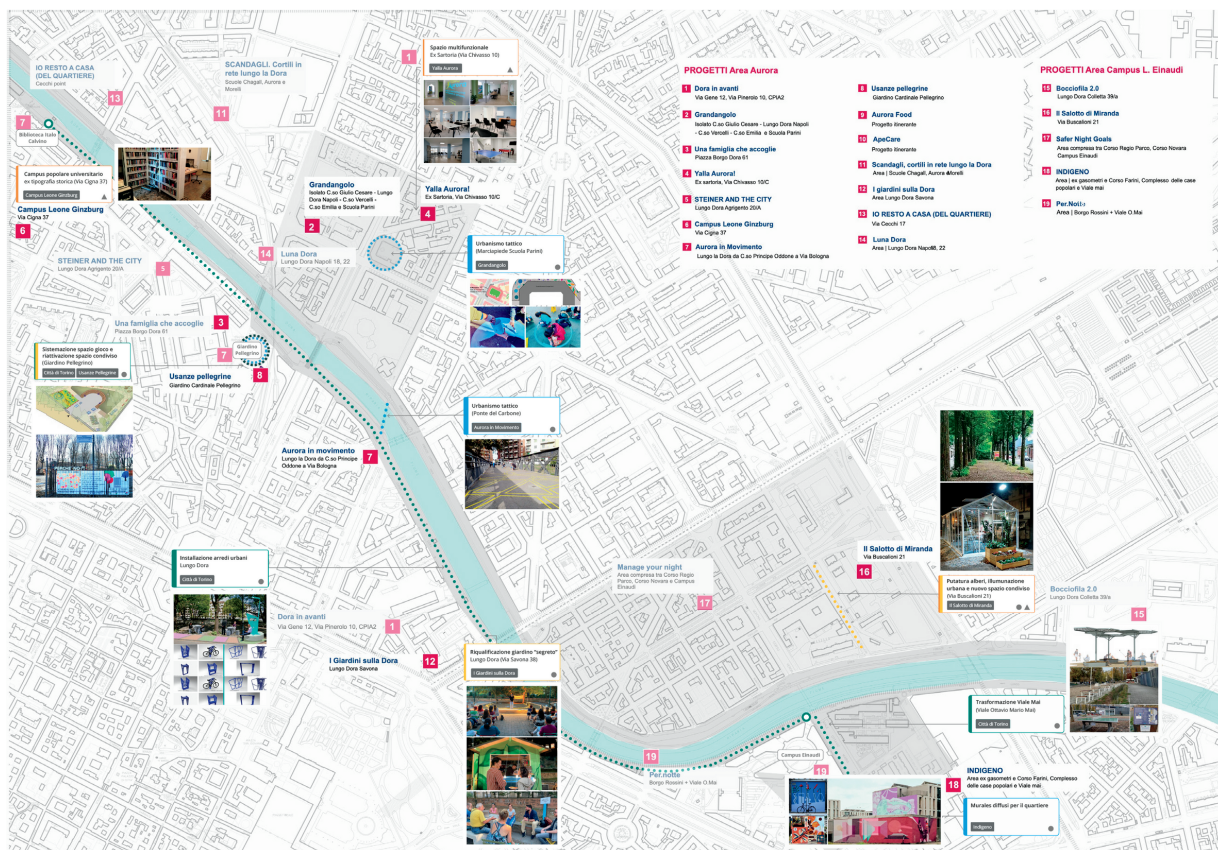 IO RESTO A CASA
(DEL QUARTIERE)
Cecchi point
13
7
Biblioteca Italo
Calvino
SCANDAGLI. Cortili in
rete lungo la Dora
Scuole Chagall, Aurora e
Morelli
11
1
Spazio multifunzionale
Ex Sartoria (Via Chivasso 10)
Yalla Aurora
Campus popolare universitario
ex tipografia storica (Via Cigna 37)
Campus Leone Ginzburg
Campus Leone Ginzburg
Via Cigna 37
6
Grandangolo
Isolato C.so Giulio Cesare - Lungo
Dora Napoli - C.so Vercelli -
C.so Emilia e Scuola Parini
2
Yalla Aurora!
Ex Sartoria, Via Chivasso 10/C
4
STEINER AND THE CITY
Lungo Dora Agrigento 20/A
5
14
Luna Dora
Lungo Dora Napoli 18, 22
Urbanismo tattico
(Marciapiede Scuola Parini)
Grandangolo
Una famiglia che accoglie
Piazza Borgo Dora 61
3
7
Giardino
Pellegrino
Sistemazione spazio gioco e
riattivazione spazio condiviso
(Giardino Pellegrino)
Città di Torino
Usanze Pellegrine
Usanze pellegrine
Giardino Cardinale Pellegrino
8
Urbanismo tattico
(Ponte del Carbone)
Aurora in Movimento
Aurora in movimento
Lungo la Dora da C.so Principe
Oddone a Via Bologna
7
Installazione arredi urbani
Lungo Dora
Città di Torino
Dora in avanti
Via Gene 12, Via Pinerolo 10, CPIA2
1
I Giardini sulla Dora
Lungo Dora Savona
12
Riqualificazione giardino "segreto"
Lungo Dora (Via Savona 38)
I Giardini sulla Dora
Manage your night
Area compresa tra Corso Regio
Parco, Corso Novara e Campus
Einaudi
17
Il Salotto di Miranda
Via Buscalioni 21
16
Putatura alberi, illumunazione
urbana e nuovo spazio condiviso
(Via Buscalioni 21)
Il Salotto di Miranda
Bocciofila 2.0
Lungo Dora Colletta 39/a
15
Trasformazione Viale Mai
(Viale Ottavio Mario Mai)
Città di Torino
19
Per.notte
Borgo Rossini + Viale O.Mai
Campus Einaudi
19
18
INDIGENO
Area ex gasometri e Corso Farini, Complesso
delle case popolari e Viale mai
Murales diffusi per il quartiere
Indigeno
PROGETTI Area Aurora
1 Dora in avanti
Via Gene 12, Via Pinerolo 10, CPIA2
2 Grandangolo
Isolato C.so Giulio Cesare - Lungo Dora Napoli
- C.so Vercelli - C.so Emilia e Scuola Parini
3 Una famiglia che accoglie
Piazza Borgo Dora 61
4 Yalla Aurora!
Ex sartoria, Via Chivasso 10/C
5 STEINER AND THE CITY
Lungo Dora Agrigento 20/A
6 Campus Leone Ginzburg
Via Cigna 37
7 Aurora in Movimento
Lungo la Dora da C.so Principe Oddone a Via Bologna
8 Usanze pellegrine
Giardino Cardinale Pellegrino
9 Aurora Food
Progetto itinerante
10 ApeCare
Progetto itinerante
11 Scandagli, cortili in rete lungo la Dora
Area | Scuole Chagall, Aurora e Morelli
12 I giardini sulla Dora
Area Lungo Dora Savona
13 IO RESTO A CASA (DEL QUARTIERE)
Via Cecchi 17
14 Luna Dora
Area | Lungo Dora Napoli 18, 22
PROGETTI Area Campus L. Einaudi
15 Bocciofila 2.0
Lungo Dora Colletta 39/a
16 Il Salotto di Miranda
Via Buscalioni 21
17 Safer Night Goals
Area compresa tra Corso Regio Parco, Corso Novara
Campus Einaudi
18 INDIGENO
Area | ex gasometri e Corso Farini, Complesso delle case
popolari e Viale mai
19
Area | Borgo Rossini + Viale O.Mai